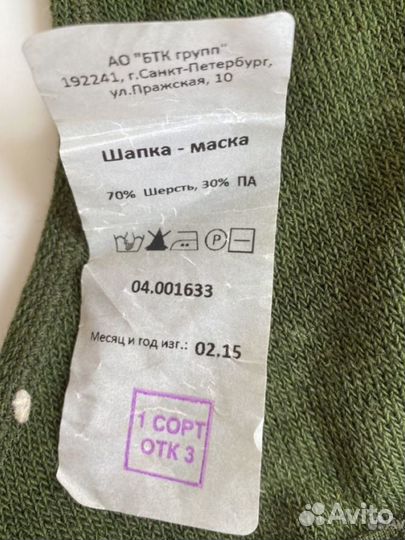 АО "БТК групп"
192241, г.Санкт-Петербург,
ул.Пражская, 10
Шапка - маска
70% Шерсть, 30% ПА
P
04.001633
Месяц и год изг.: 02.15
1 СОРТ
ОТК 3
Avito